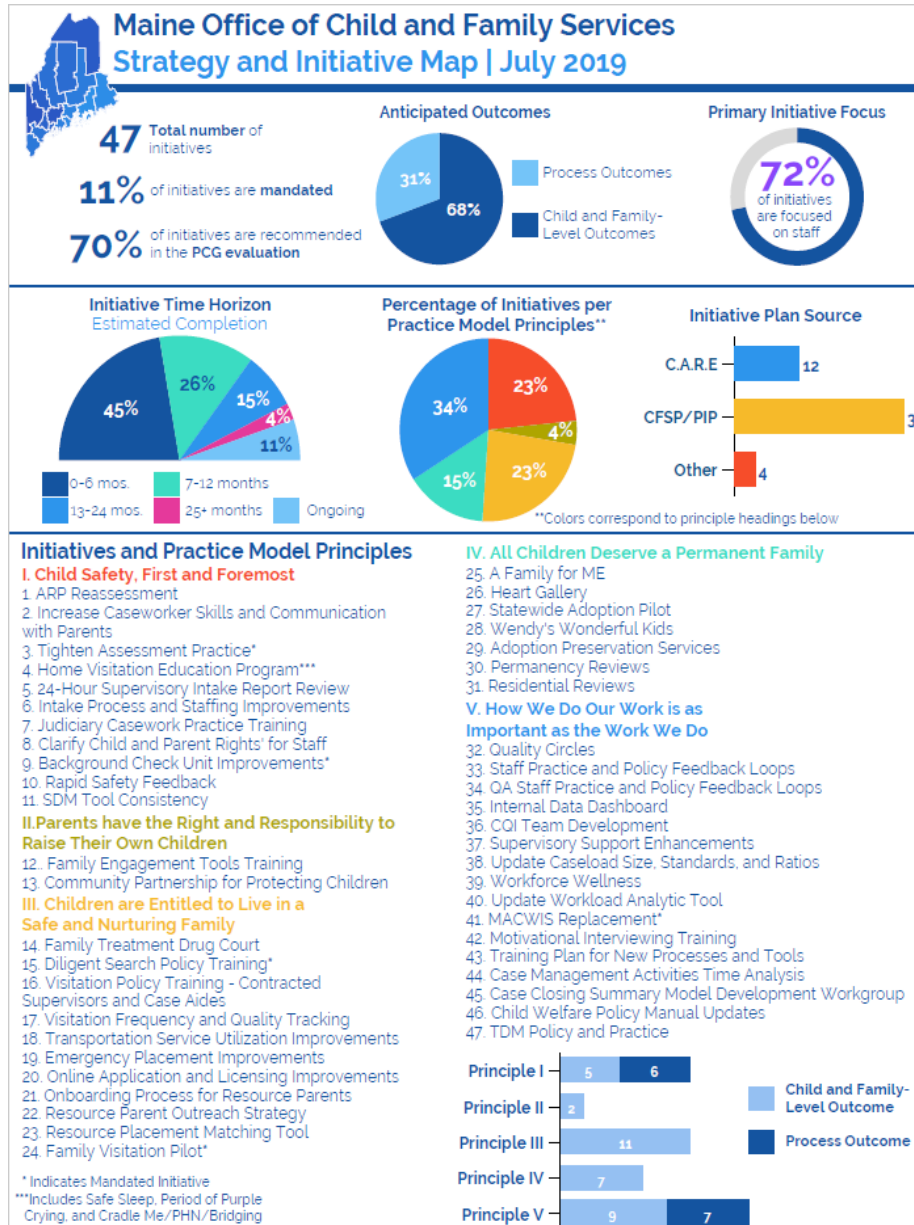 Maine Office of Child and Family Services
Strategy and Initiative Map | July 2019
47 Total number of initiatives
11% of initiatives are mandated
70% of initiatives are recommended in the PCG evaluation
Anticipated Outcomes
31%
68%
Process Outcomes
Child and Family-
Level Outcomes
Primary Initiative Focus
72%
of initiatives
are focused
on staff
Initiative Time Horizon
Estimated Completion
45%
26%
15%
4%
11%
0-6 mos.
7-12 months
13-24 mos.
25+ months
Ongoing
Percentage of Initiatives per
Practice Model Principles**
34%
23%
4%
23%
15%
Initiative Plan Source
C.A.R.E
12
CFSP/PIP
3
Other
4
**Colors correspond to principle headings below
Initiatives and Practice Model Principles
I. Child Safety, First and Foremost
1. ARP Reassessment
2. Increase Caseworker Skills and Communication
with Parents
3. Tighten Assessment Practice*
4. Home Visitation Education Program***
5. 24-Hour Supervisory Intake Report Review
6. Intake Process and Staffing Improvements
7. Judiciary Casework Practice Training
8. Clarify Child and Parent Rights' for Staff
9. Background Check Unit Improvements*
10. Rapid Safety Feedback
11. SDM Tool Consistency
II.Parents have the Right and Responsibility to
Raise Their Own Children
12.. Family Engagement Tools Training
13. Community Partnership for Protecting Children
III. Children are Entitled to Live in a
Safe and Nurturing Family
14. Family Treatment Drug Court
15. Diligent Search Policy Training*
16. Visitation Policy Training - Contracted
Supervisors and Case Aides
17. Visitation Frequency and Quality Tracking
18. Transportation Service Utilization Improvements
19. Emergency Placement Improvements
20. Online Application and Licensing Improvements
21. Onboarding Process for Resource Parents
22. Resource Parent Outreach Strategy
23. Resource Placement Matching Tool
24. Family Visitation Pilot*
* Indicates Mandated Initiative
***Includes Safe Sleep, Period of Purple
Crying, and Cradle Me/PHN/Bridging
IV. All Children Deserve a Permanent Family
25. A Family for ME
26. Heart Gallery
27. Statewide Adoption Pilot
28. Wendy's Wonderful Kids
29. Adoption Preservation Services
30. Permanency Reviews
31. Residential Reviews
V. How We Do Our Work is as
Important as the Work We Do
32. Quality Circles
33. Staff Practice and Policy Feedback Loops
34. QA Staff Practice and Policy Feedback Loops
35. Internal Data Dashboard
36. CQI Team Development
37. Supervisory Support Enhancements
38. Update Caseload Size, Standards, and Ratios
39. Workforce Wellness
40. Update Workload Analytic Tool
41. MACWIS Replacement*
42. Motivational Interviewing Training
43. Training Plan for New Processes and Tools
44. Case Management Activities Time Analysis
45. Case Closing Summary Model Development Workgroup
46. Child Welfare Policy Manual Updates
47. TDM Policy and Practice
Principle I
5
6
Principle II
2
Principle III
11
Principle IV
7
Principle V
9
7
Child and Family-
Level Outcome
Process Outcome